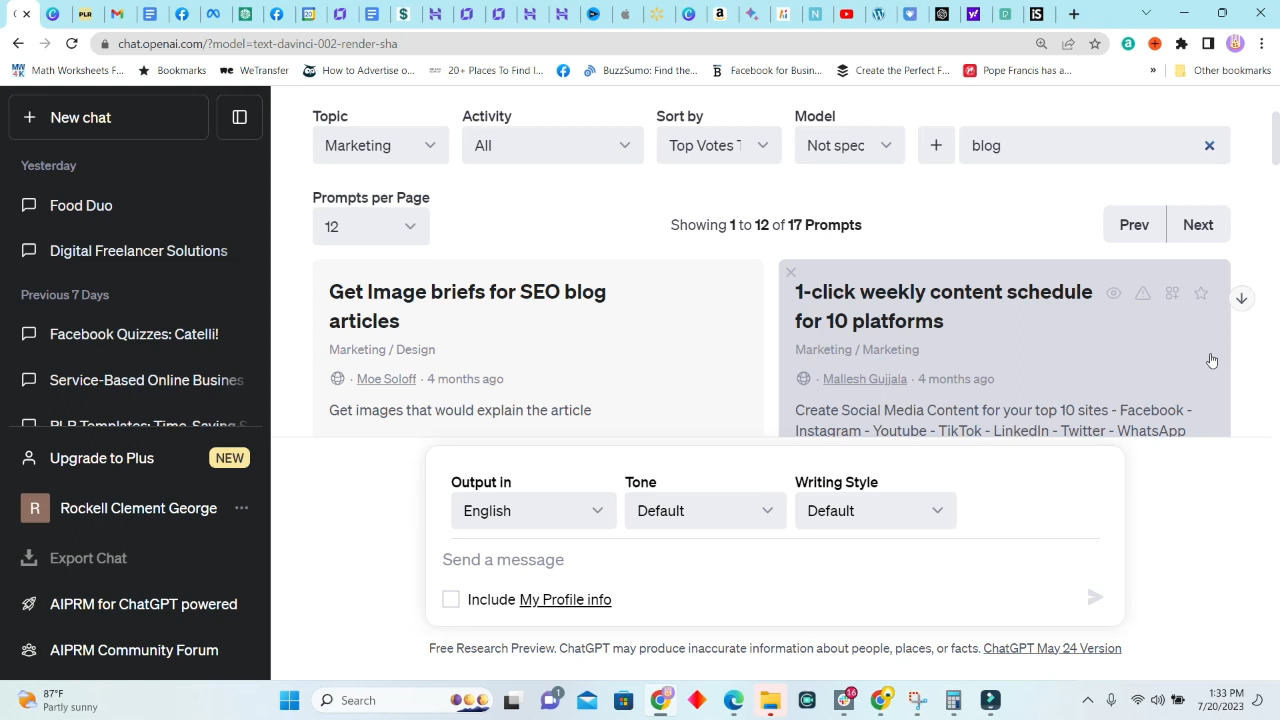 PLR
20
iS
chat.openai.com/?model=text-davinci-002-render-sha
Math Worksheets F...
Bookmarks
WeTransfer
How to Advertise o...
20+ Places To Find I...
BuzzSumo: Find the...
Facebook for Busin...
Create the Perfect F...
Pope Francis has a...
»
Other bookmarks
New chat
Yesterday
Food Duo
Digital Freelancer Solutions
Previous 7 Days
Facebook Quizzes: Catelli!
Service-Based Online Busines
PLR Templates: Time-Saving S
Upgrade to Plus
NEW
R
Rockell Clement George
Export Chat
AIPRM for ChatGPT powered
AIPRM Community Forum
Topic
Activity
Sort by
Model
Marketing
All
Top Votes T
Not spec
blog
Prompts per Page
12
Showing 1 to 12 of 17 Prompts
Prev
Next
Get Image briefs for SEO blog
articles
Marketing / Design
· Moe Soloff · 4 months ago
Get images that would explain the article
1-click weekly content schedule
for 10 platforms
Marketing / Marketing
· Mallesh Gujjala · 4 months ago
Create Social Media Content for your top 10 sites - Facebook -
Instagram - Youtube - TikTok - LinkedIn - Twitter - WhatsApp
Output in
Tone
Writing Style
English
Default
Default
Send a message
Include My Profile info
Free Research Preview. ChatGPT may produce inaccurate information about people, places, or facts. ChatGPT May 24 Version
87°F
Partly sunny
Search
1
16
1:33 PM
7/20/2023